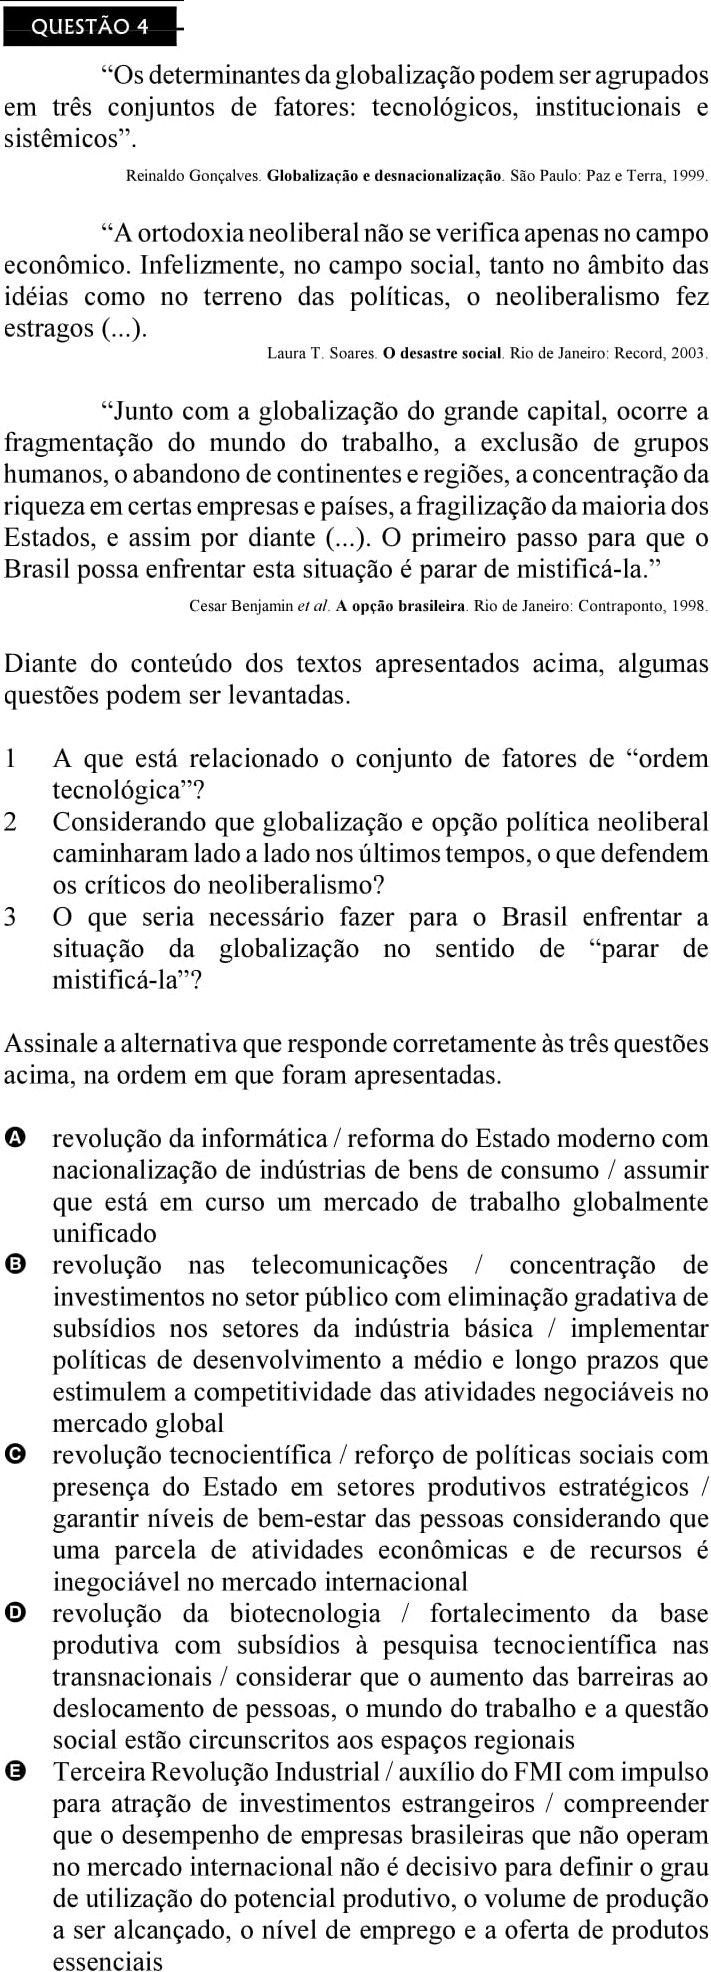 QUESTÃO 4
“Os determinantes da globalização podem ser agrupados
em três conjuntos de fatores: tecnológicos, institucionais e
sistêmicos”.
Reinaldo Gonçalves. Globalização e desnacionalização. São Paulo: Paz e Terra, 1999.
“A ortodoxia neoliberal não se verifica apenas no campo
econômico. Infelizmente, no campo social, tanto no âmbito das
idéias como no terreno das políticas, o neoliberalismo fez
estragos (...).
Laura T. Soares. O desastre social. Rio de Janeiro: Record, 2003.
“Junto com a globalização do grande capital, ocorre a
fragmentação do mundo do trabalho, a exclusão de grupos
humanos, o abandono de continentes e regiões, a concentração da
riqueza em certas empresas e países, a fragilização da maioria dos
Estados, e assim por diante (...). O primeiro passo para que o
Brasil possa enfrentar esta situação é parar de mistificá-la.”
Cesar Benjamin et al. A opção brasileira. Rio de Janeiro: Contraponto, 1998.
Diante do conteúdo dos textos apresentados acima, algumas
questões podem ser levantadas.
1 A que está relacionado o conjunto de fatores de “ordem
tecnológica”?
2 Considerando que globalização e opção política neoliberal
caminharam lado a lado nos últimos tempos, o que defendem
os críticos do neoliberalismo?
3 O que seria necessário fazer para o Brasil enfrentar a
situação da globalização no sentido de “parar de
mistificá-la”?
Assinale a alternativa que responde corretamente às três questões
acima, na ordem em que foram apresentadas.
A revolução da informática / reforma do Estado moderno com
nacionalização de indústrias de bens de consumo / assumir
que está em curso um mercado de trabalho globalmente
unificado
B revolução nas telecomunicações / concentração de
investimentos no setor público com eliminação gradativa de
subsídios nos setores da indústria básica / implementar
políticas de desenvolvimento a médio e longo prazos que
estimulem a competitividade das atividades negociáveis no
mercado global
C revolução tecnocientífica / reforço de políticas sociais com
presença do Estado em setores produtivos estratégicos /
garantir níveis de bem-estar das pessoas considerando que
uma parcela de atividades econômicas e de recursos é
inegociável no mercado internacional
D revolução da biotecnologia / fortalecimento da base
produtiva com subsídios à pesquisa tecnocientífica nas
transnacionais / considerar que o aumento das barreiras ao
deslocamento de pessoas, o mundo do trabalho e a questão
social estão circunscritos aos espaços regionais
E Terceira Revolução Industrial / auxílio do FMI com impulso
para atração de investimentos estrangeiros / compreender
que o desempenho de empresas brasileiras que não operam
no mercado internacional não é decisivo para definir o grau
de utilização do potencial produtivo, o volume de produção
a ser alcançado, o nível de emprego e a oferta de produtos
essenciais